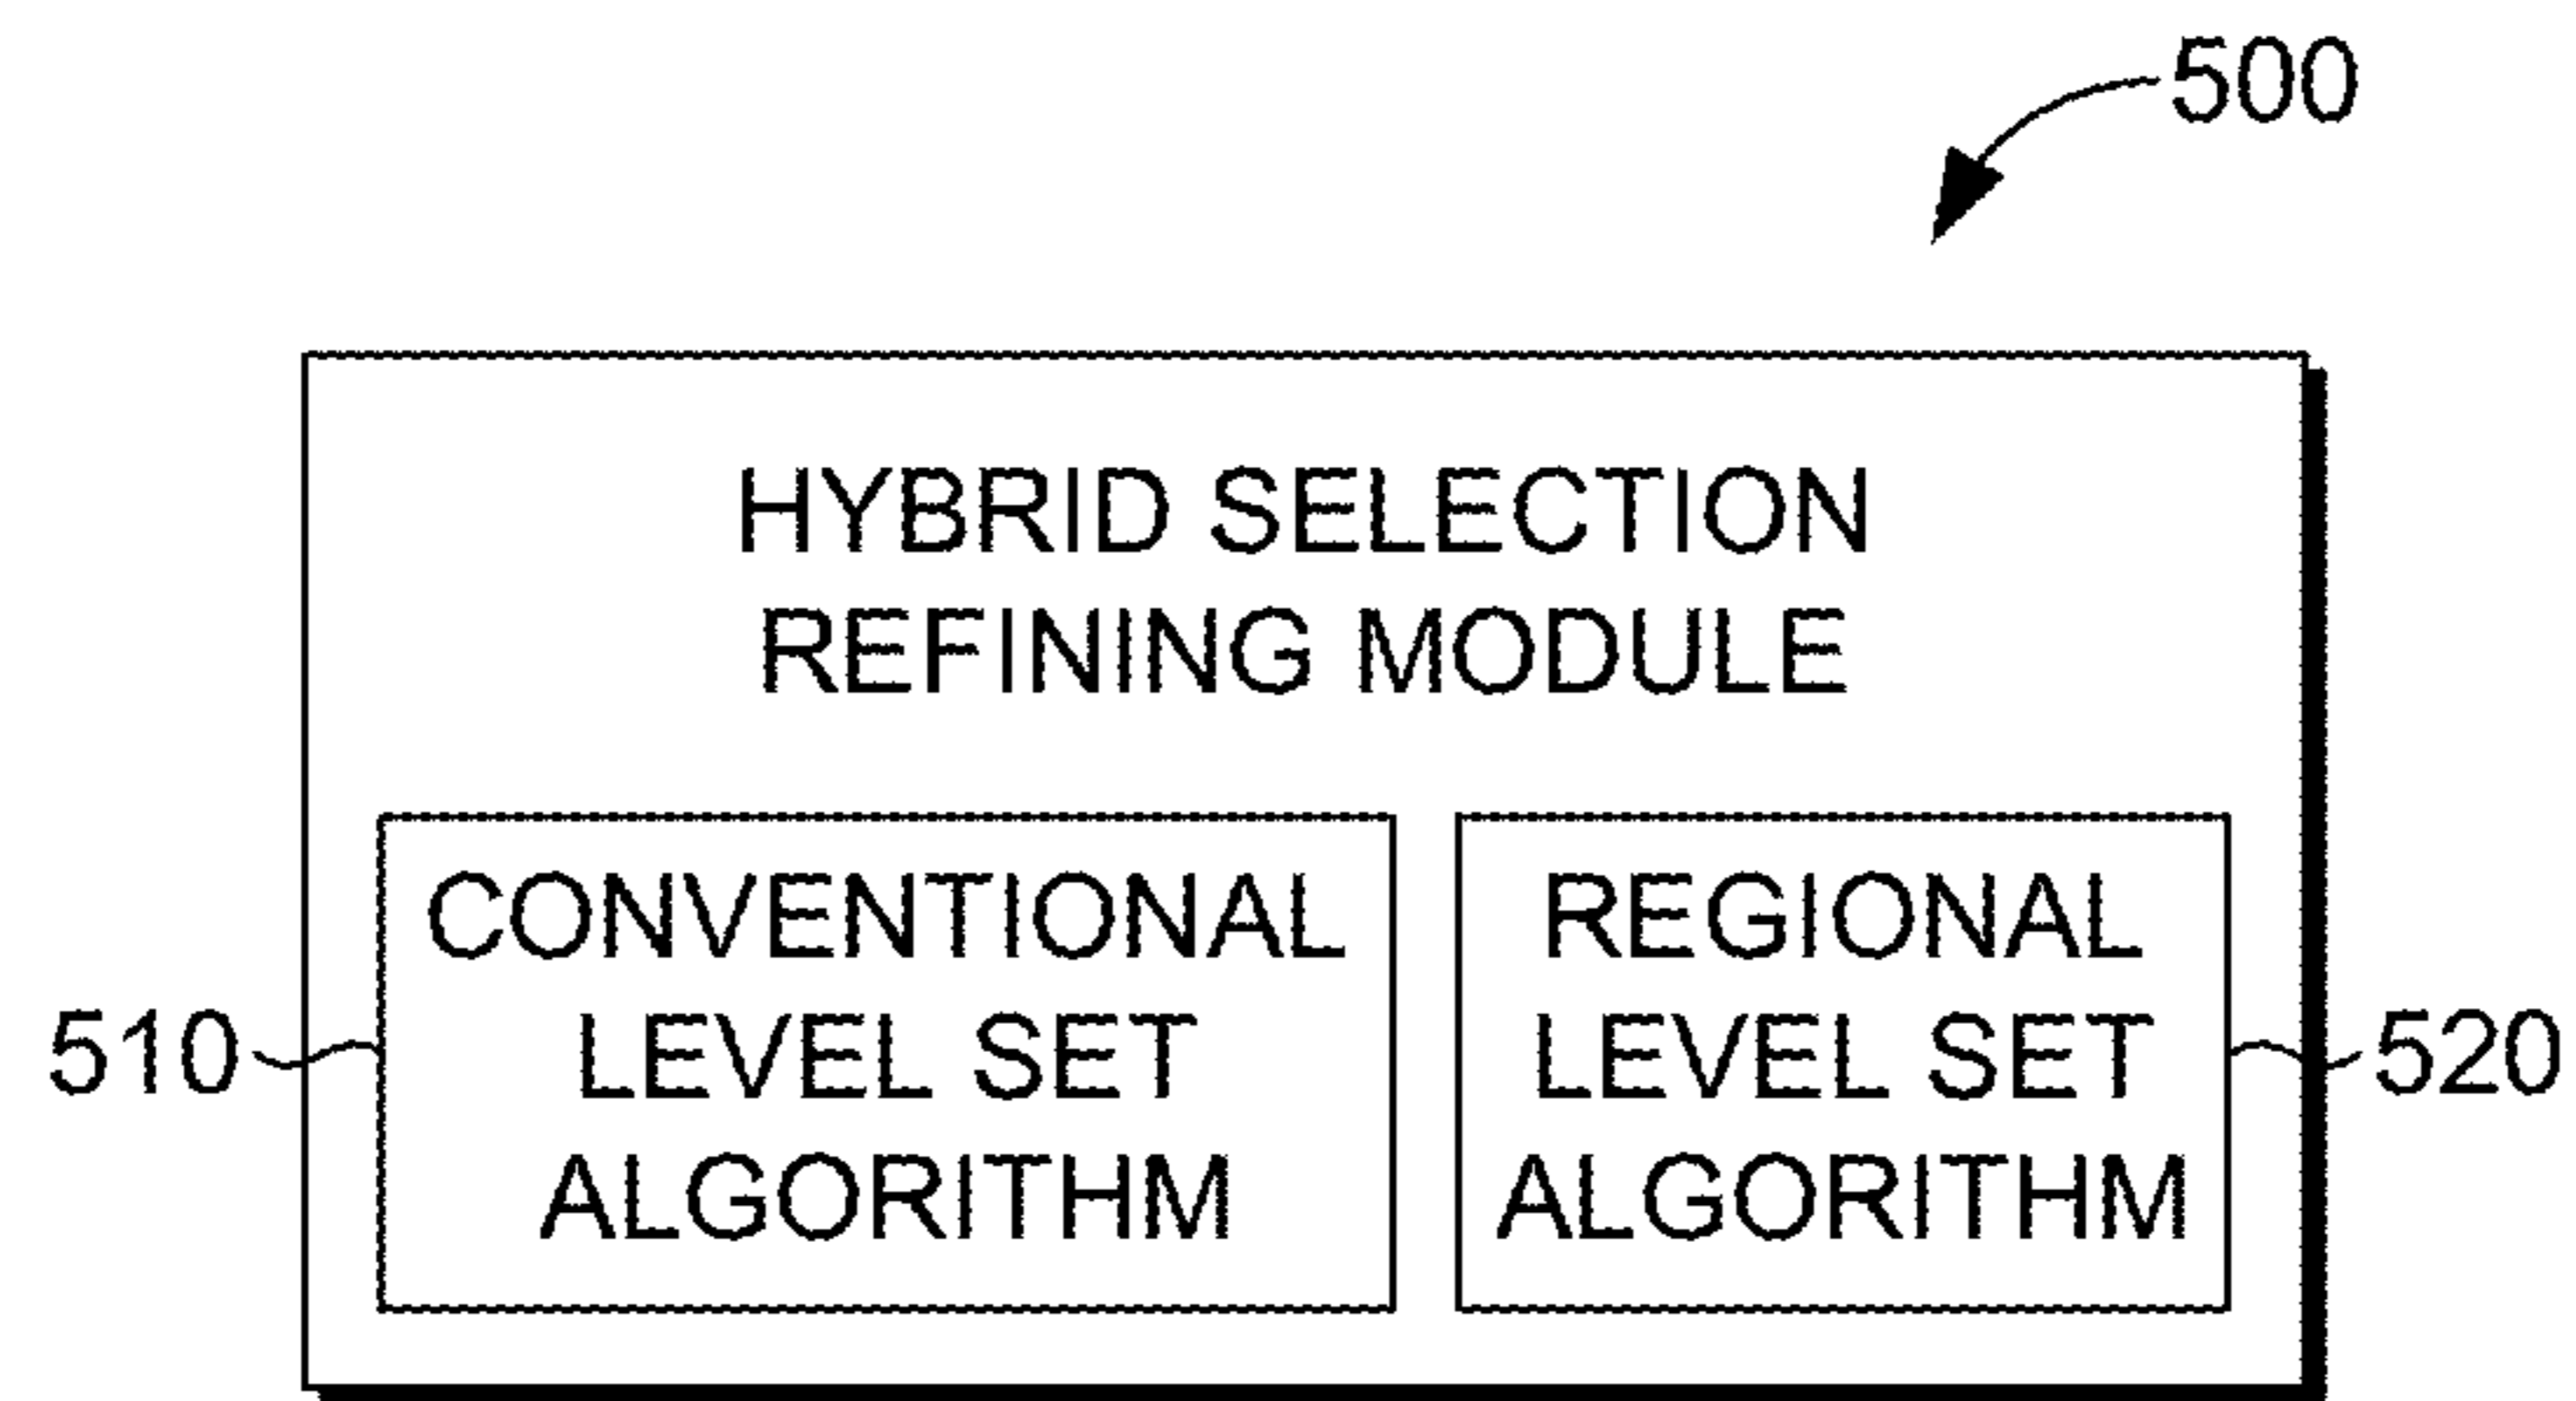 500
HYBRID SELECTION
REFINING MODULE
CONVENTIONAL
LEVEL SET
ALGORITHM
510
REGIONAL
LEVEL SET
ALGORITHM
520